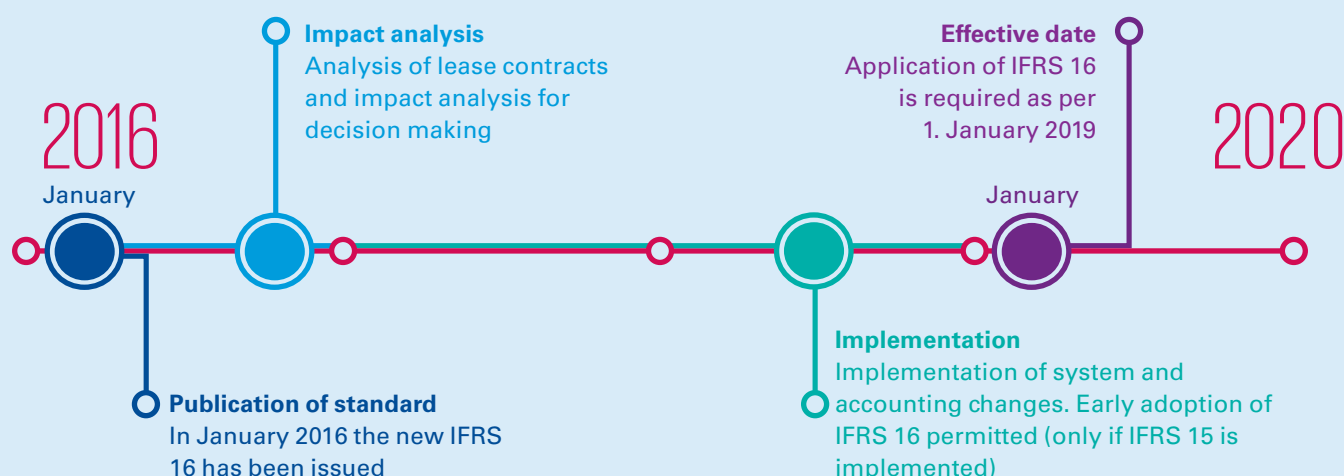 Impact analysis
Analysis of lease contracts
and impact analysis for
decision making
Effective date
Application of IFRS 16
is required as per
1. January 2019
2016
January
2020
January
Publication of standard
In January 2016 the new IFRS
16 has been issued
Implementation
Implementation of system and
accounting changes. Early adoption of
IFRS 16 permitted (only if IFRS 15 is
implemented)